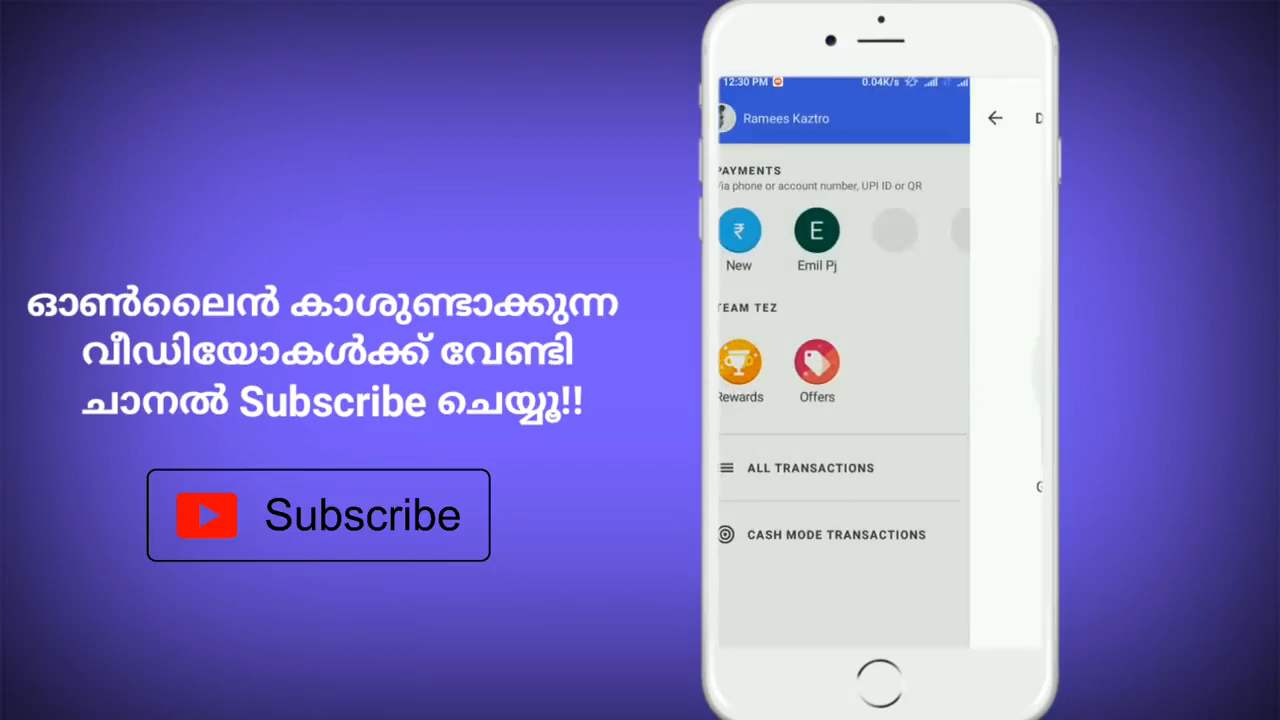 ഓൺലൈൻ കാശുണ്ടാക്കുന്ന
വീഡിയോകൾക്ക് വേണ്ടി
ചാനൽ Subscribe ചെയ്യൂ!!
Subscribe
12:30 PM
0.04K/s
Ramees Kaztro
PAYMENTS
Via phone or account number, UPI ID or QR
₹
E
New
Emil Pj
TEAM TEZ
Rewards
Offers
ALL TRANSACTIONS
CASH MODE TRANSACTIONS